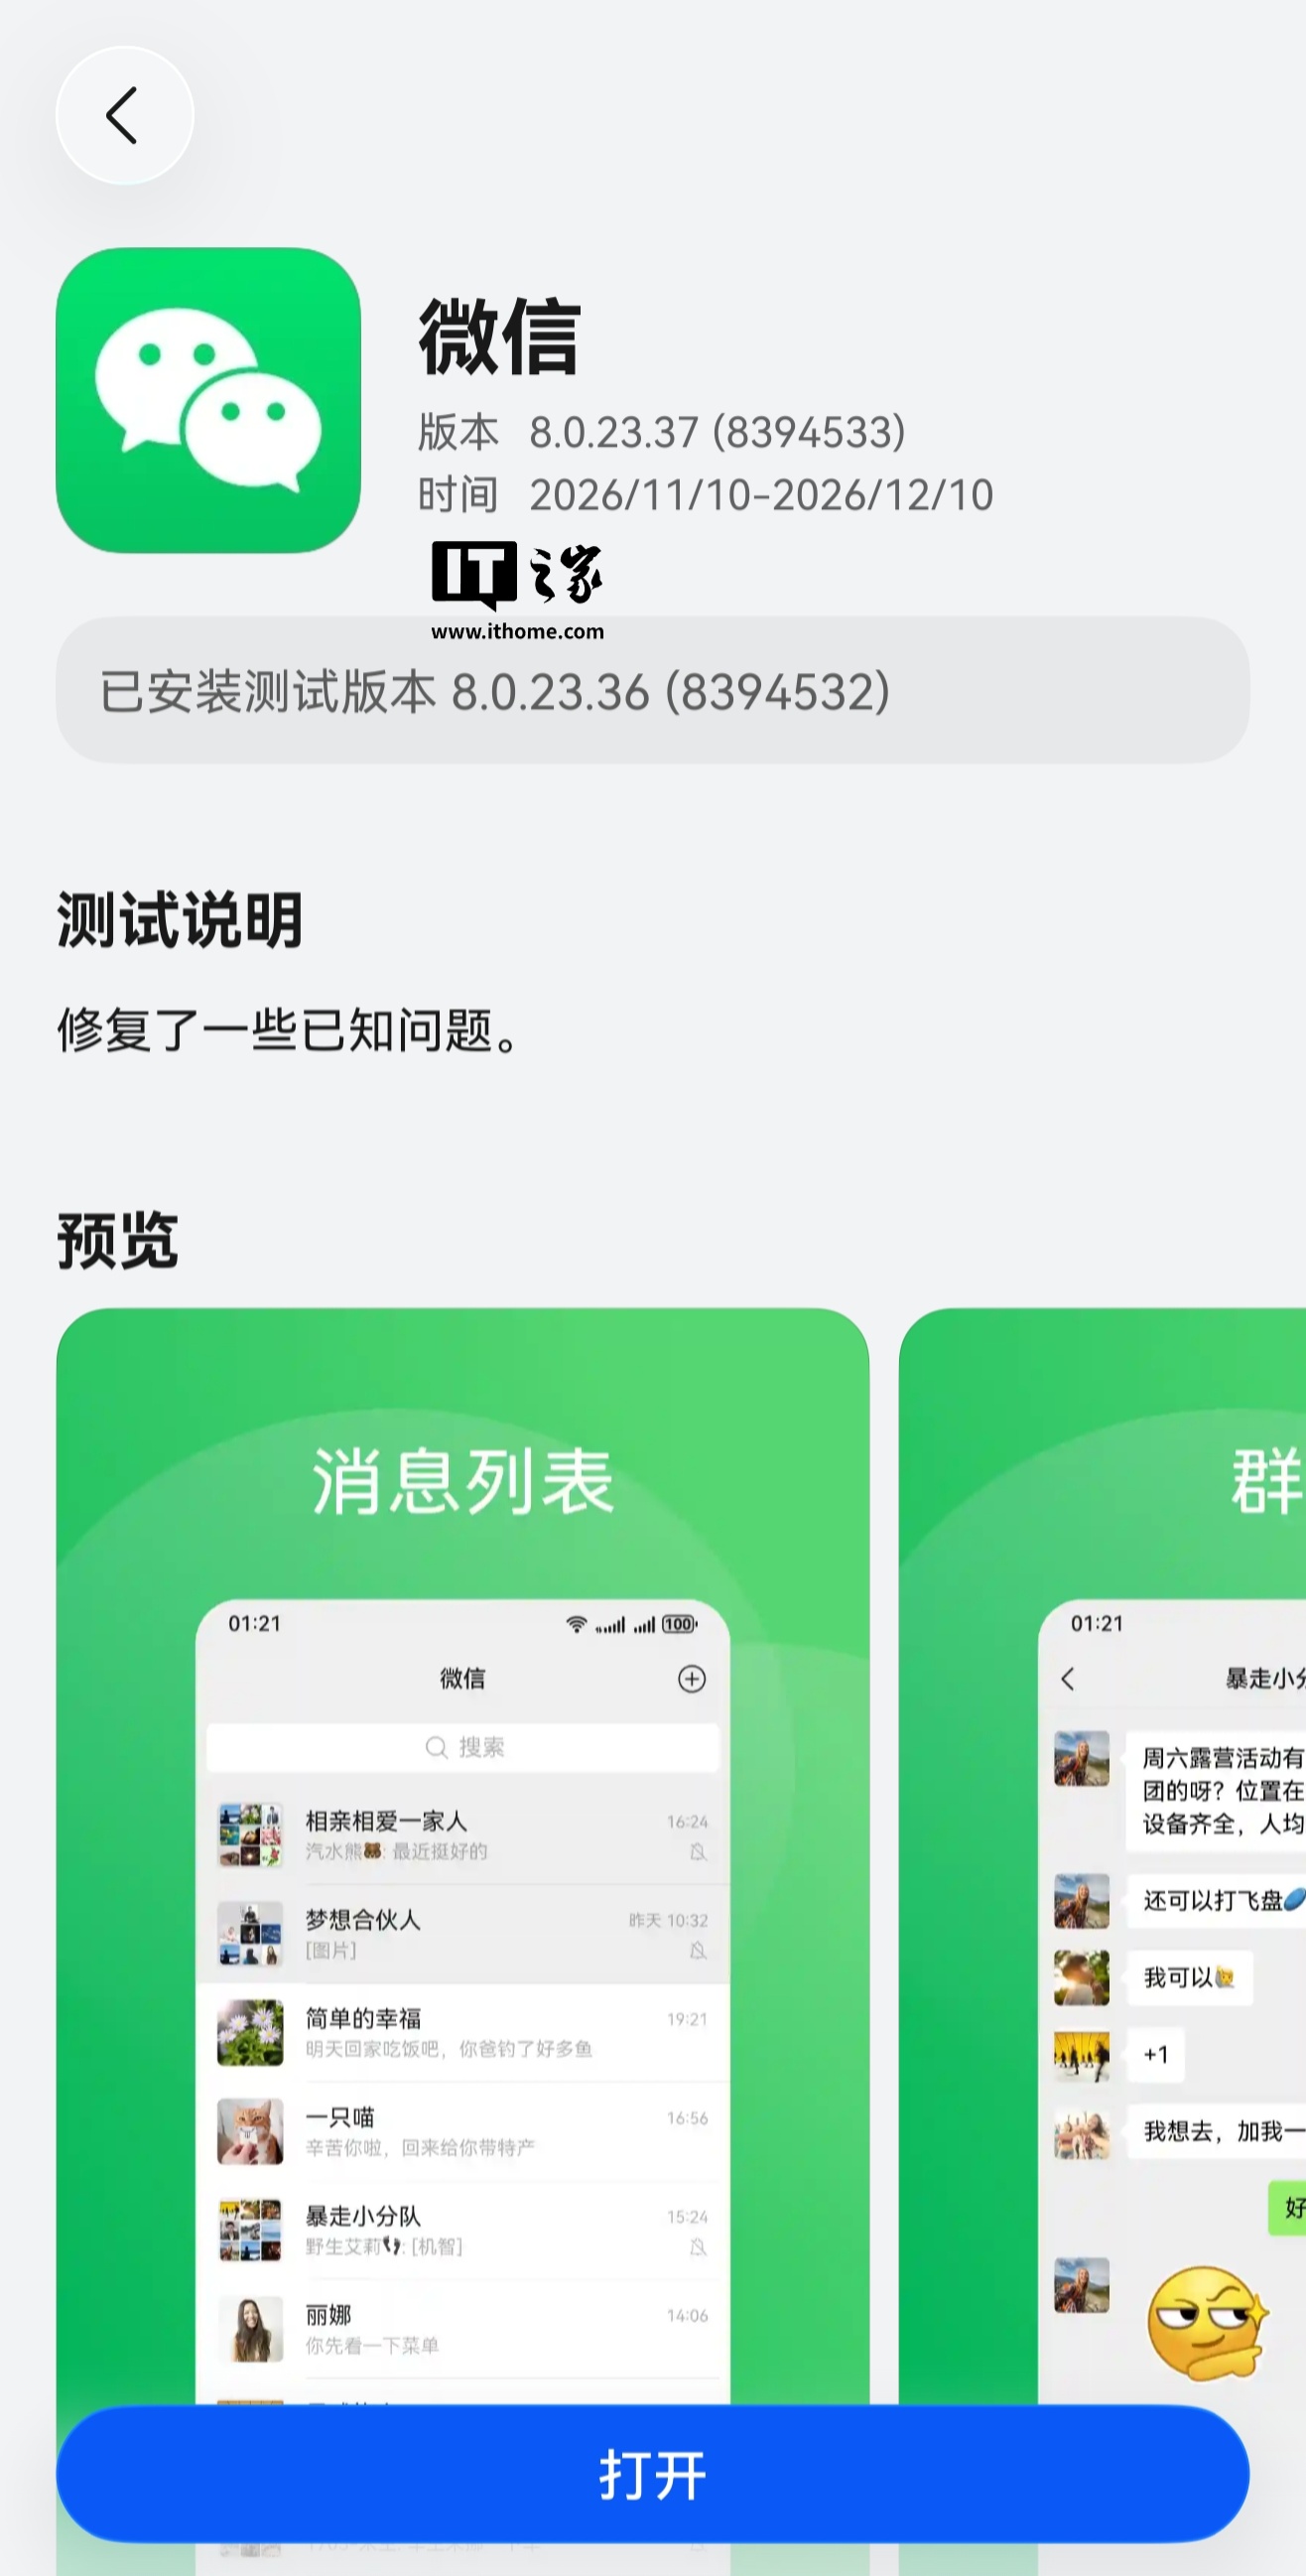 微信
版本 8.0.23.37 (8394533)
时间 2026/11/10-2026/12/10
IT之家
www.ithome.com
已安装测试版本 8.0.23.36 (8394532)
测试说明
修复了一些已知问题。
预览
消息列表
01:21
100
微信
搜索
相亲相爱一家人
16:24
汽水熊🐻: 最近挺好的
梦想合伙人
昨天 10:32
[图片]
简单的幸福
19:21
明天回家吃饭吧，你爸钓了好多鱼
一只喵
16:56
辛苦你啦，回来给你带特产
暴走小分队
15:24
野生艾莉👣: [机智]
丽娜
14:06
你先看一下菜单
群
01:21
暴走小分
周六露营活动有
团的呀？位置在
设备齐全，人均
还可以打飞盘
我可以🙋
+1
我想去，加我一
好
打开